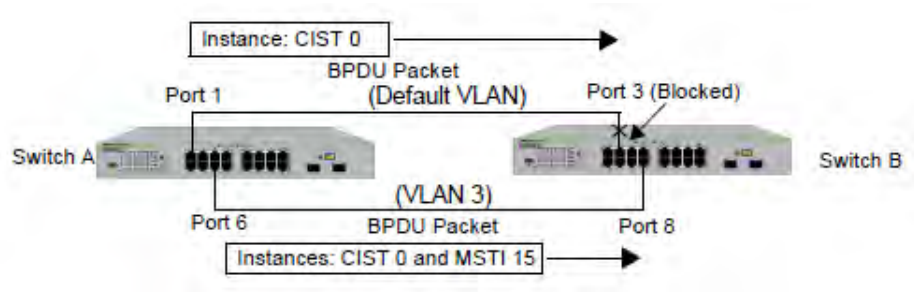 Instance: CIST 0
BPDU Packet
Port 1
(Default VLAN)
Port 3 (Blocked)
Switch A
Switch B
(VLAN 3)
Port 6
BPDU Packet
Port 8
Instances: CIST 0 and MSTI 15